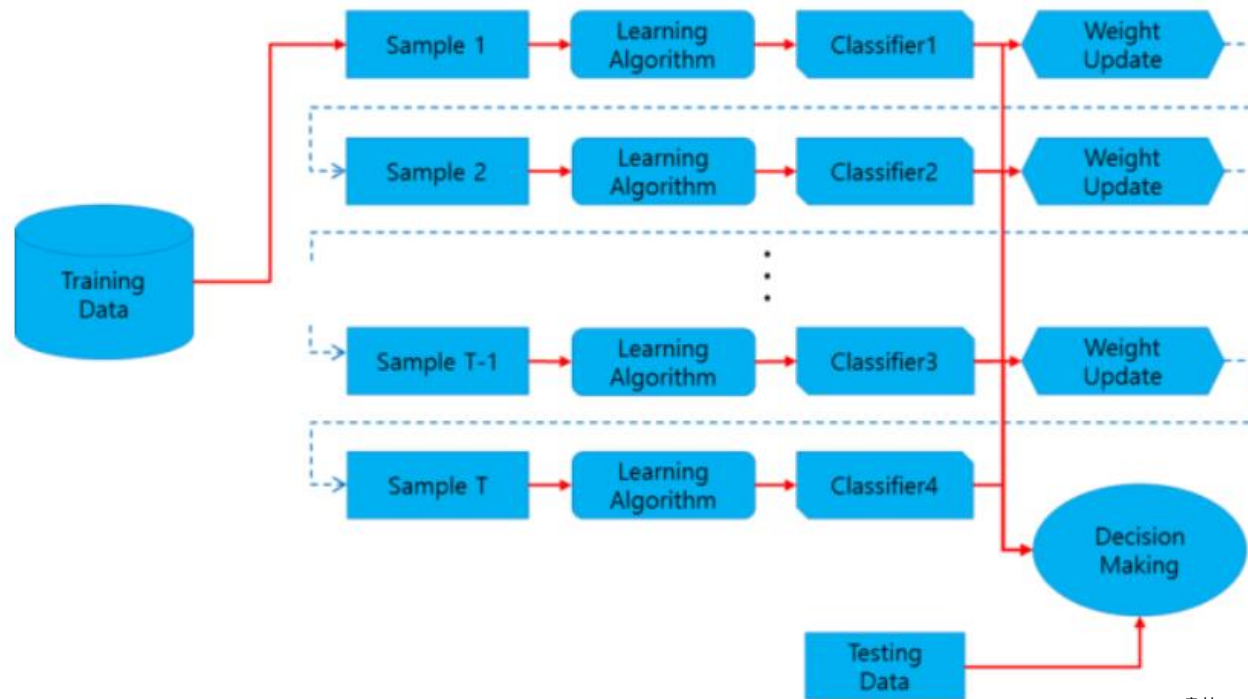 Sample 1
Learning
Algorithm
Classifier1
Weight
Update
Sample 2
Learning
Algorithm
Classifier2
Weight
Update
Training
Data
Sample T-1
Learning
Algorithm
Classifier3
Weight
Update
Sample T
Learning
Algorithm
Classifier4
Decision
Making
Testing
Data